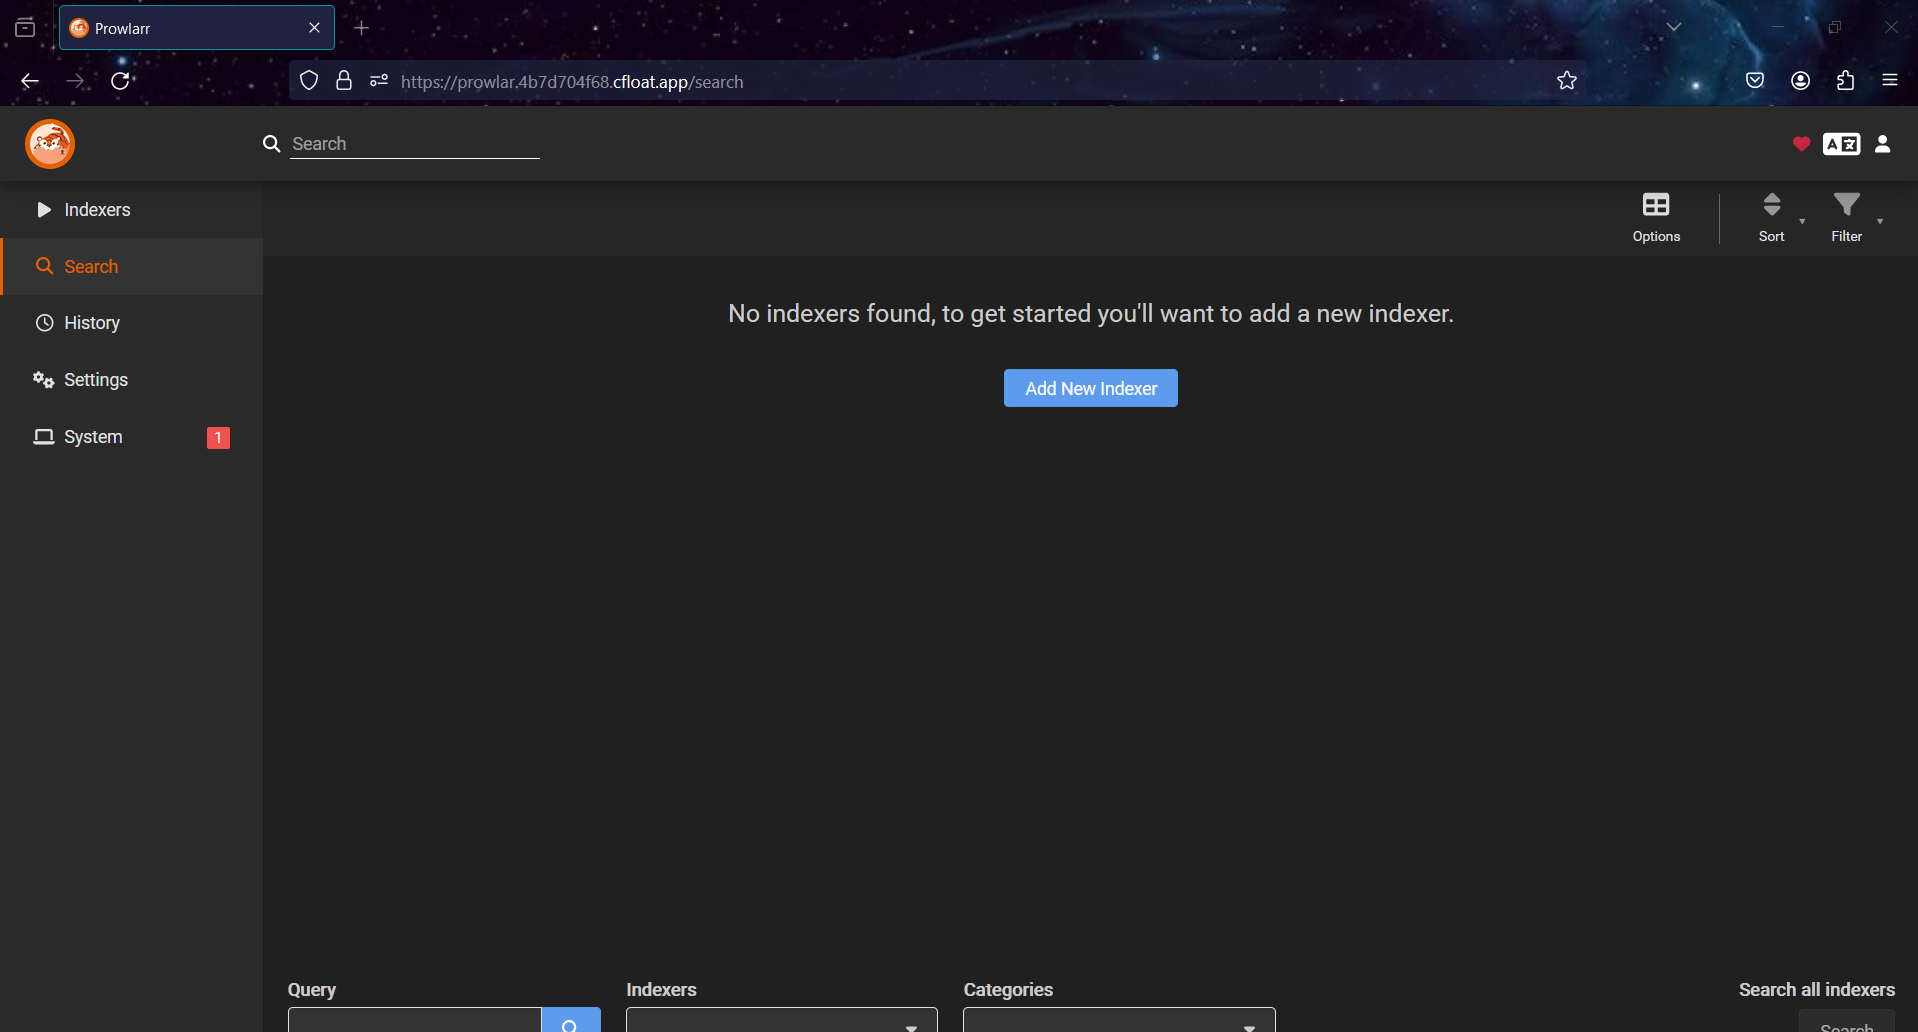 Prowlarr
https://prowlar.4b7d704f68.cfloat.app/search
Search
Indexers
Search
History
Settings
System 1
Options Sort Filter
No indexers found, to get started you'll want to add a new indexer.
Add New Indexer
Query Indexers Categories Search all indexers
Search